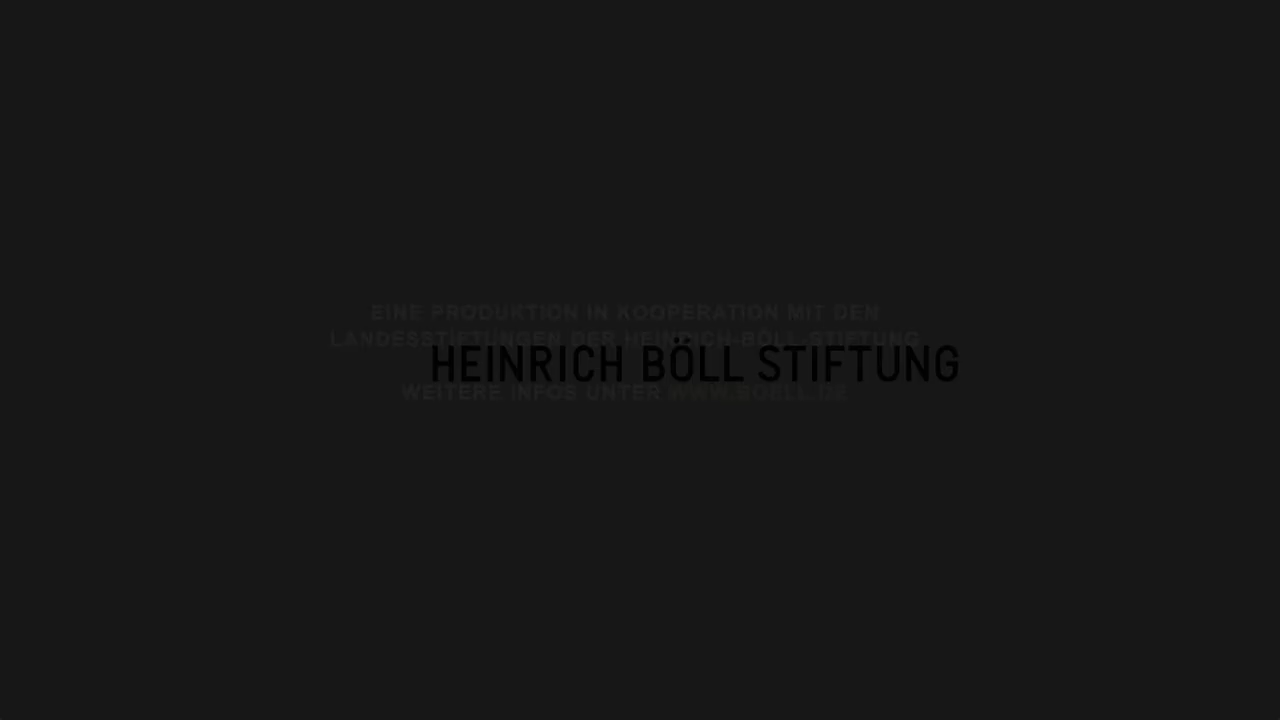 EINE PRODUKTION IN KOOPERATION MIT DEN
LANDESSTIFTUNGEN DER HEINRICH-BÖLL-STIFTUNG
HEINRICH BÖLL STIFTUNG
WEITERE INFOS UNTER WWW.BOELL.DE